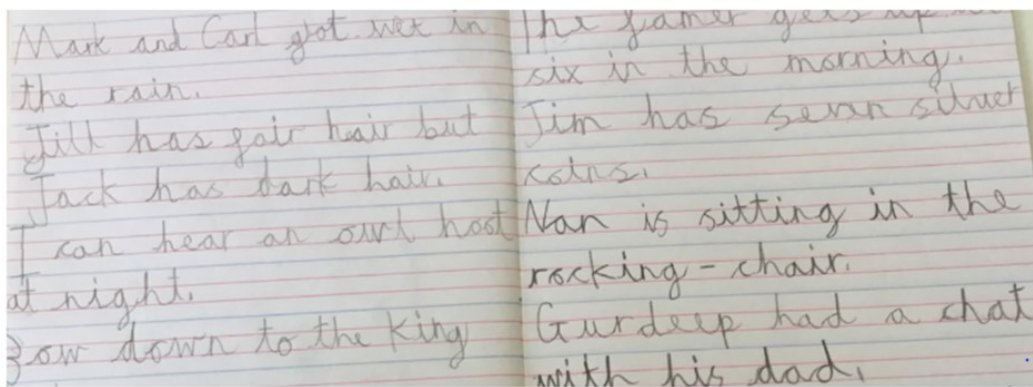 Mark and Carl got wet in
the rain.
Jill has fair hair but
Jack has dark hair.
I can hear an owl hoot
at night.
Bow down to the King
The famer gets up
six in the morning.
Jim has seven silver
coins.
Nan is sitting in the
rocking-chair.
Gurdeep had a chat
with his dad.